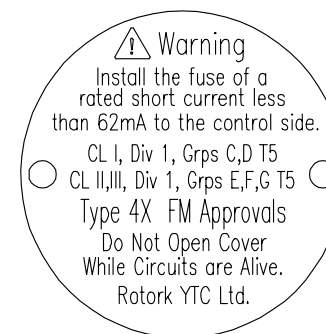 Warning
Install the fuse of a
rated short current less
than 62mA to the control side.
CL I, Div 1, Grps C,D T5
CL II,III, Div 1, Grps E,F,G T5
Type 4X FM Approvals
Do Not Open Cover
While Circuits are Alive.
Rotork YTC Ltd.